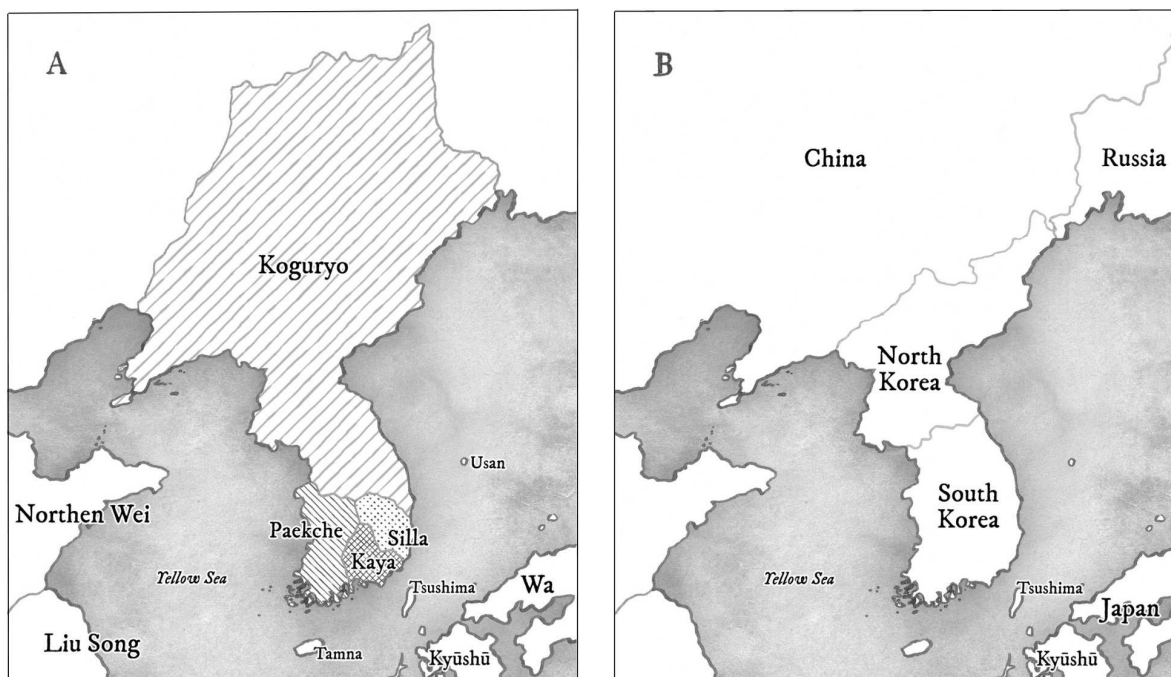 A
Koguryo
Usan
Northen Wei
Paekche
Silla
Kaya
Yellow Sea
Tsushima
Wa
Liu Song
Tamna
Kyūshū
B
China
Russia
North
Korea
South
Korea
Yellow Sea
Tsushima
Japan
Kyūshū